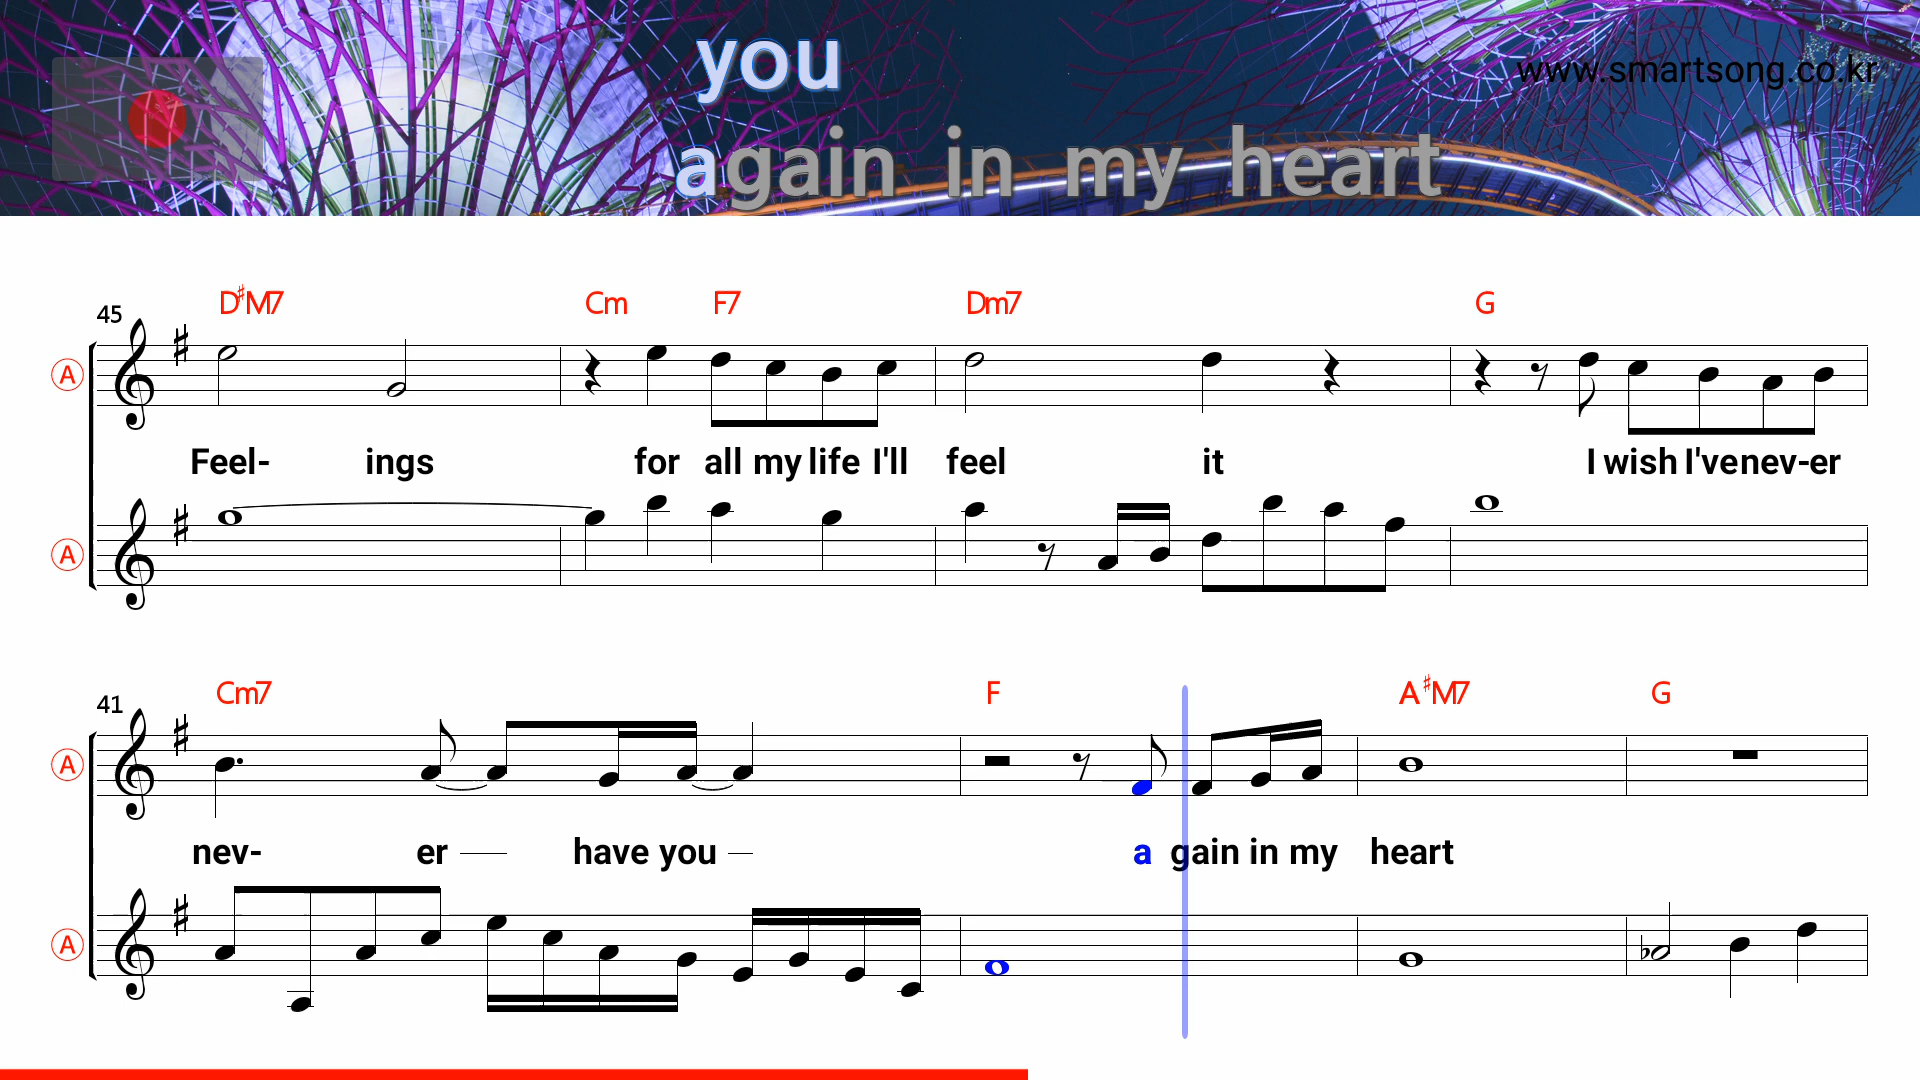 you
www.smartsong.co.kr
again in my heart
D♯M7 Cm F7 Dm7 G
45
A
Feel- ings for all my life I'll feel it I wish I've nev-er
A
Cm7 F A♯M7 G
41
A
nev- er have you a gain in my heart
A